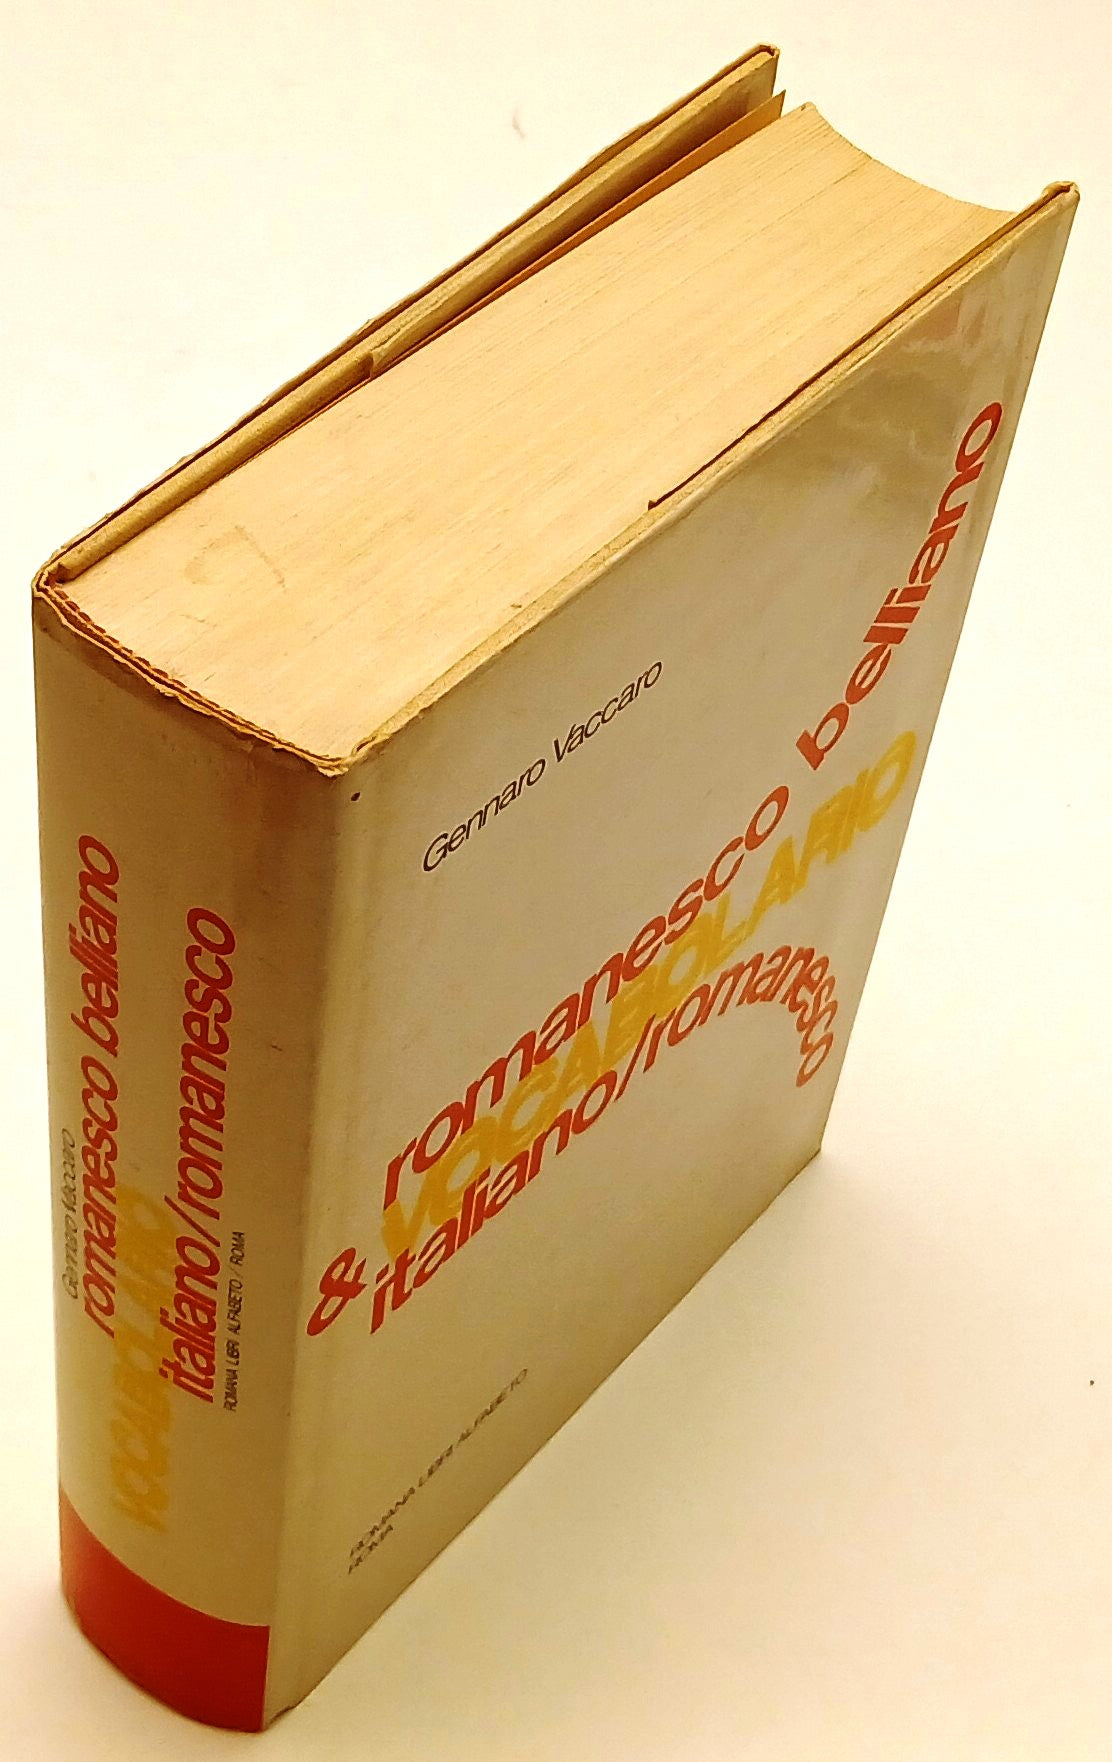 Gennaro Vaccaro
romanesco belliano
VOCABOLARIO
& italiano/romanesco
ROMANA LIBRI ALFABETO
ROMA
Gennaro Vaccaro
romanesco belliano
VOCABOLARIO
italiano/romanesco
ROMANA LIBRI ALFABETO / ROMA